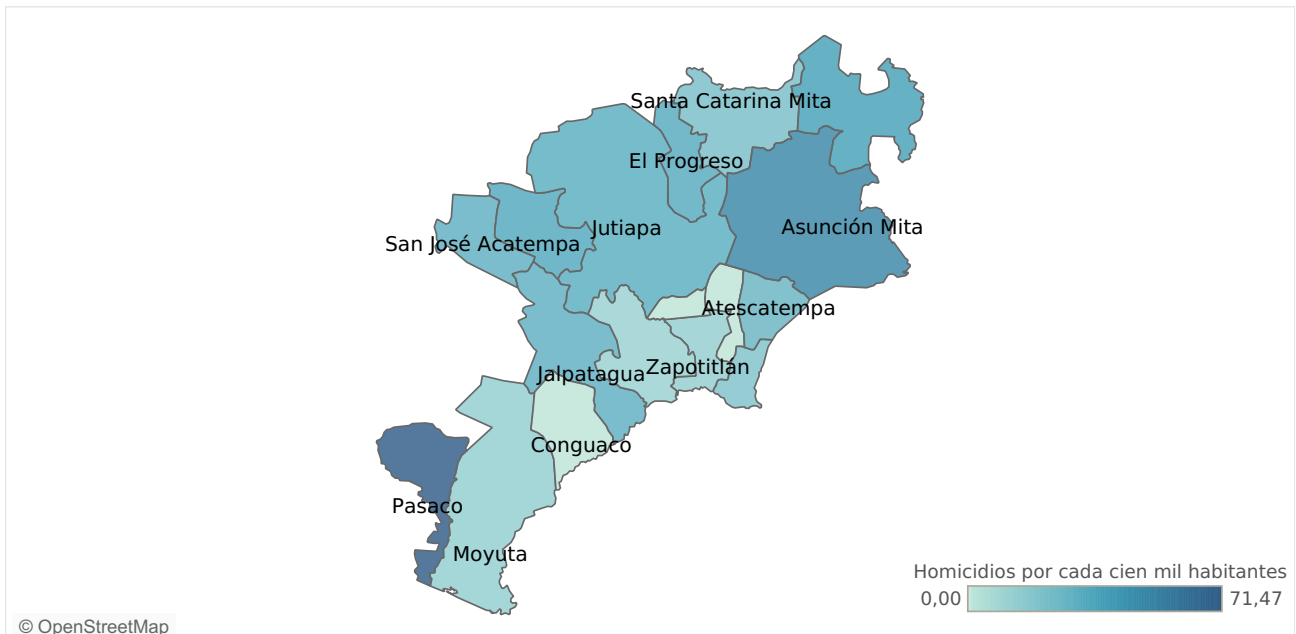 Santa Catarina Mita
El Progreso
Asunción Mita
Jutiapa
San José Acatempa
Atescatempa
Zapotitlán
Jalpatagua
Conguaco
Pasaco
Moyuta
Homicidios por cada cien mil habitantes
0,00 71,47
© OpenStreetMap